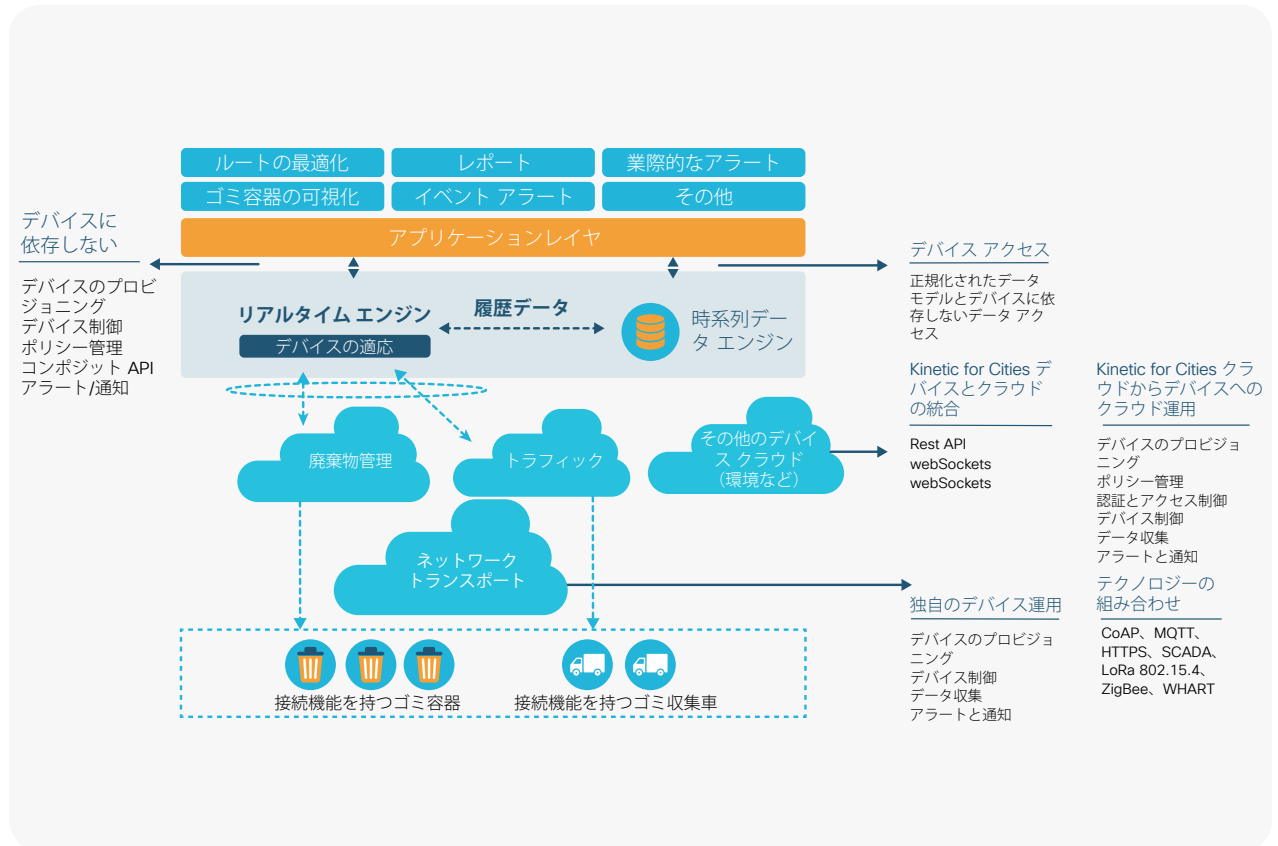 ルートの最適化
レポート
業際的なアラート
ゴミ容器の可視化
イベント アラート
その他
アプリケーションレイヤ
デバイスに
依存しない
デバイスのプロビ
ジョニング
デバイス制御
ポリシー管理
コンポジット API
アラート/通知
リアルタイム エンジン
デバイスの適応
履歴データ
時系列デー
タ エンジン
デバイス アクセス
正規化されたデータ
モデルとデバイスに依
存しないデータ アク
セス
廃棄物管理
トラフィック
その他のデバイ
ス クラウド
（環境など）
Kinetic for Cities デ
バイスとクラウド
の統合
Rest API
webSockets
webSockets
Kinetic for Cities クラ
ウドからデバイスへの
クラウド運用
デバイスのプロビジョ
ニング
ポリシー管理
認証とアクセス制御
デバイス制御
データ収集
アラートと通知
ネットワーク
トランスポート
独自のデバイス運用
デバイスのプロビジョ
ニング
デバイス制御
データ収集
アラートと通知
テクノロジーの
組み合わせ
CoAP、MQTT、
HTTPS、SCADA、
LoRa 802.15.4、
ZigBee、WHART
接続機能を持つゴミ容器
接続機能を持つゴミ収集車